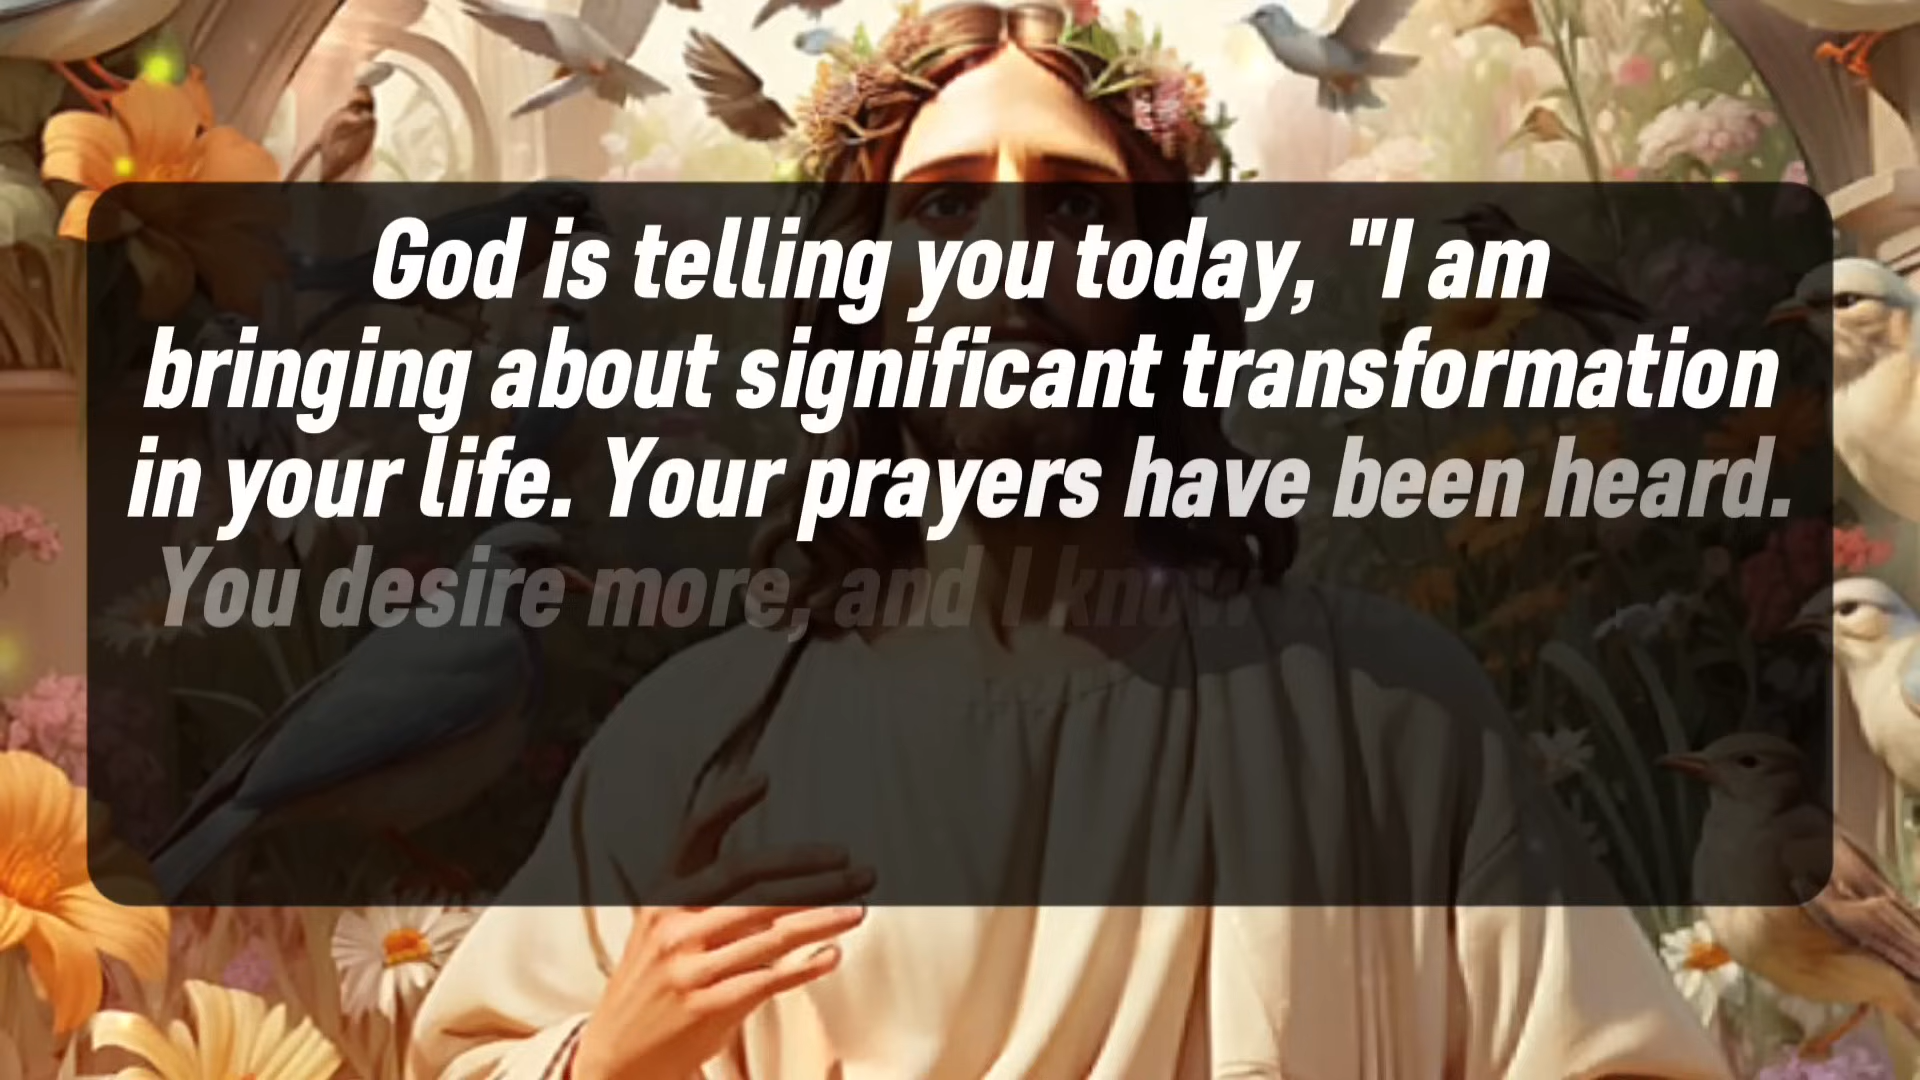 God is telling you today, "I am
bringing about significant transformation
in your life. Your prayers have been heard.
You desire more, and I know